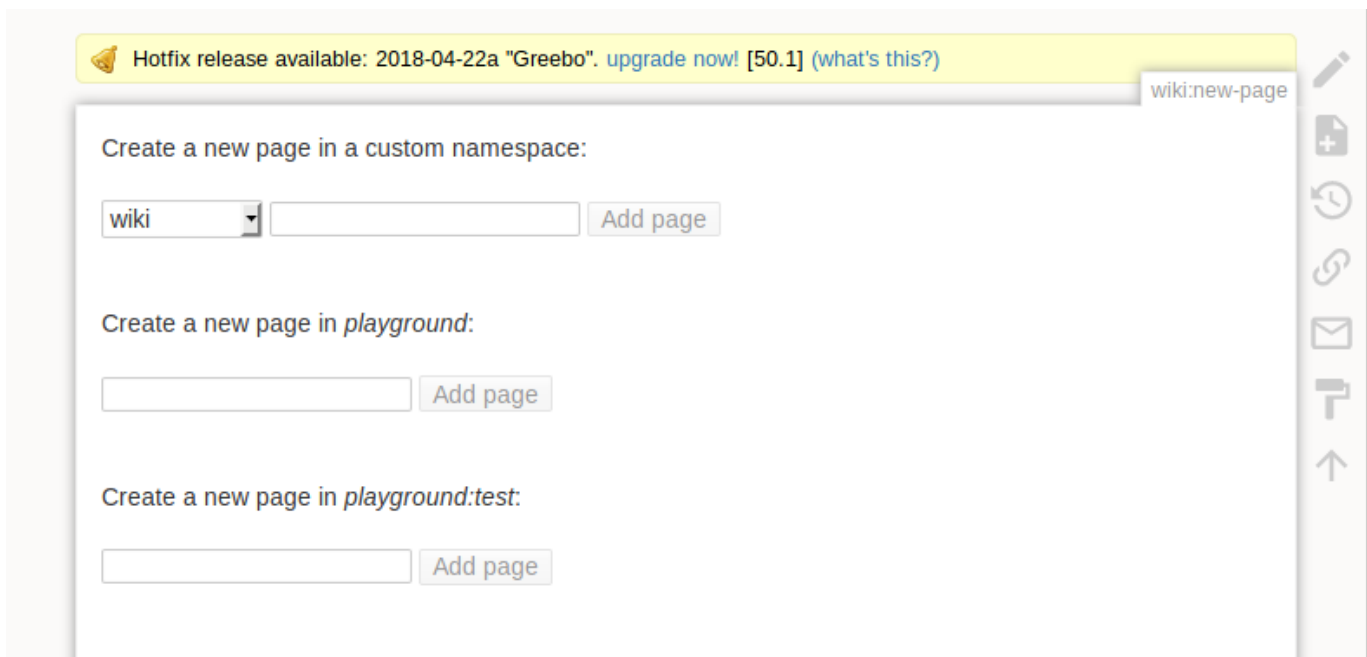 Hotfix release available: 2018-04-22a "Greebo". upgrade now! [50.1] (what's this?)
wiki:new-page
Create a new page in a custom namespace:
wiki Add page
Create a new page in playground:
Add page
Create a new page in playground:test:
Add page